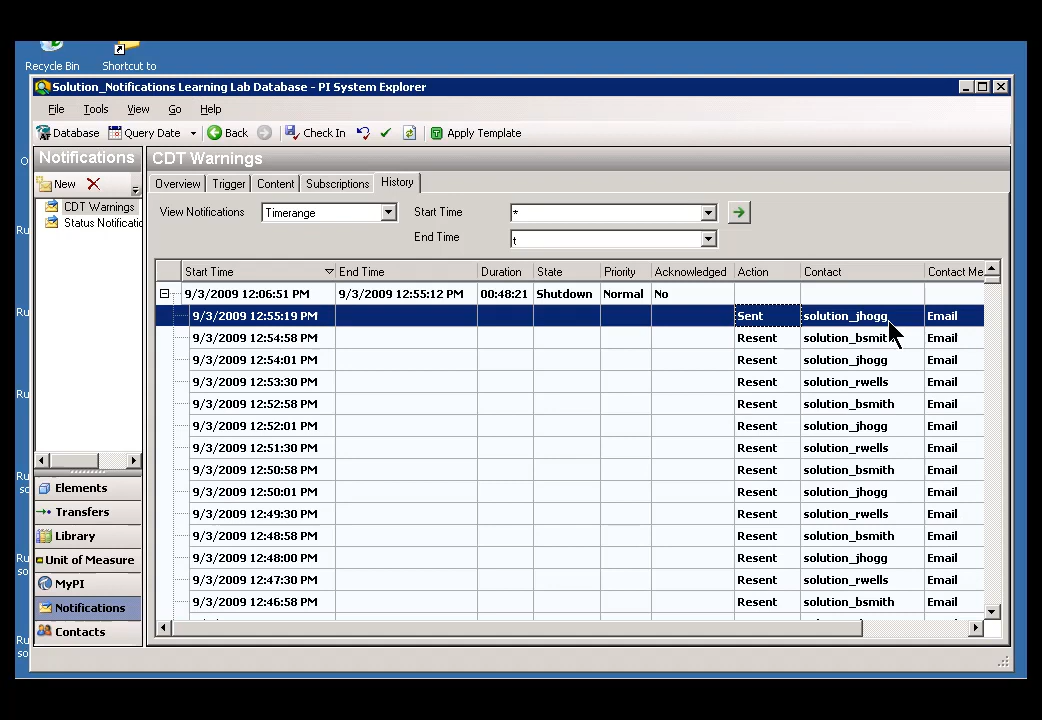 Recycle Bin Shortcut to
Solution_Notifications Learning Lab Database - PI System Explorer
File Tools View Go Help
Database Query Date Back Check In Apply Template
Notifications
New
CDT Warnings
Status Notificatic
Elements
Transfers
Library
Unit of Measure
MyPI
Notifications
Contacts
CDT Warnings
Overview Trigger Content Subscriptions History
View Notifications Timerange Start Time *
End Time t
Start Time End Time Duration State Priority Acknowledged Action Contact Contact Me
9/3/2009 12:06:51 PM 9/3/2009 12:55:12 PM 00:48:21 Shutdown Normal No
9/3/2009 12:55:19 PM Sent solution_jhogg Email
9/3/2009 12:54:58 PM Resent solution_bsmith Email
9/3/2009 12:54:01 PM Resent solution_jhogg Email
9/3/2009 12:53:30 PM Resent solution_rwells Email
9/3/2009 12:52:58 PM Resent solution_bsmith Email
9/3/2009 12:52:01 PM Resent solution_jhogg Email
9/3/2009 12:51:30 PM Resent solution_rwells Email
9/3/2009 12:50:58 PM Resent solution_bsmith Email
9/3/2009 12:50:01 PM Resent solution_jhogg Email
9/3/2009 12:49:30 PM Resent solution_rwells Email
9/3/2009 12:48:58 PM Resent solution_bsmith Email
9/3/2009 12:48:00 PM Resent solution_jhogg Email
9/3/2009 12:47:30 PM Resent solution_rwells Email
9/3/2009 12:46:58 PM Resent solution_bsmith Email